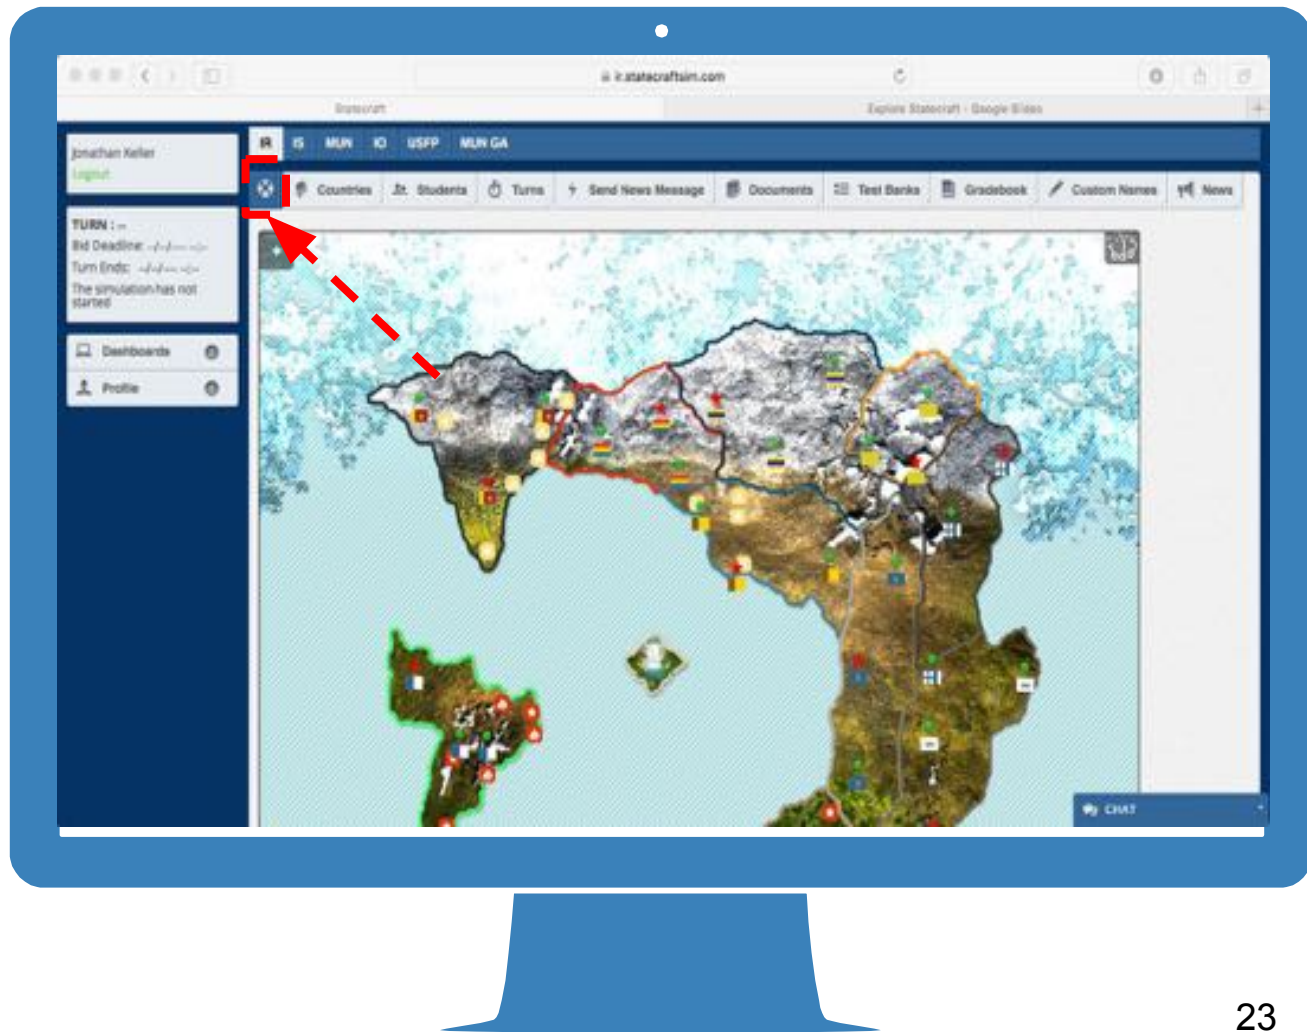 ir.statecraftsim.com
Statecraft
Explore Statecraft - Google Slides
Jonathan Keller
Logout
IR IS MUN IO USFP MUN GA
Countries Students Turns Send News Message Documents Test Banks Gradebook Custom Names News
TURN : --
Bid Deadline: --/--/---- --:--
Turn Ends: --/--/---- --:--
The simulation has not
started
Dashboards
Profile
CHAT
23